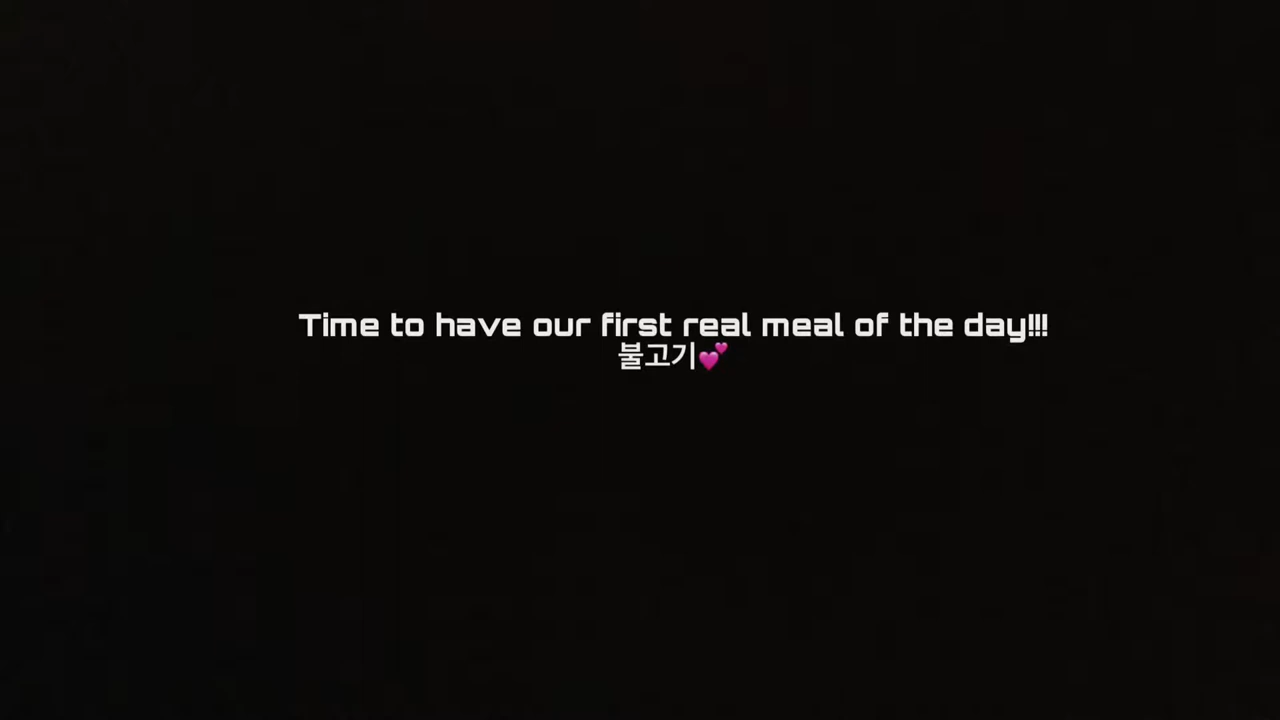 Time to have our first real meal of the day!!!
불고기💕